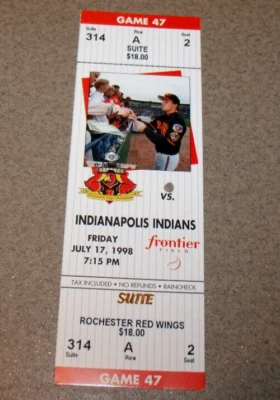 GAME 47
Suite Row Seat
314 A 2
SUITE
$18.00
VS.
INDIANAPOLIS INDIANS
FRIDAY
JULY 17, 1998
7:15 PM
frontier
FIELD
TAX INCLUDED • NO REFUNDS • RAINCHECK
SUITE
ROCHESTER RED WINGS
$18.00
314 A 2
Suite Row Seat
GAME 47